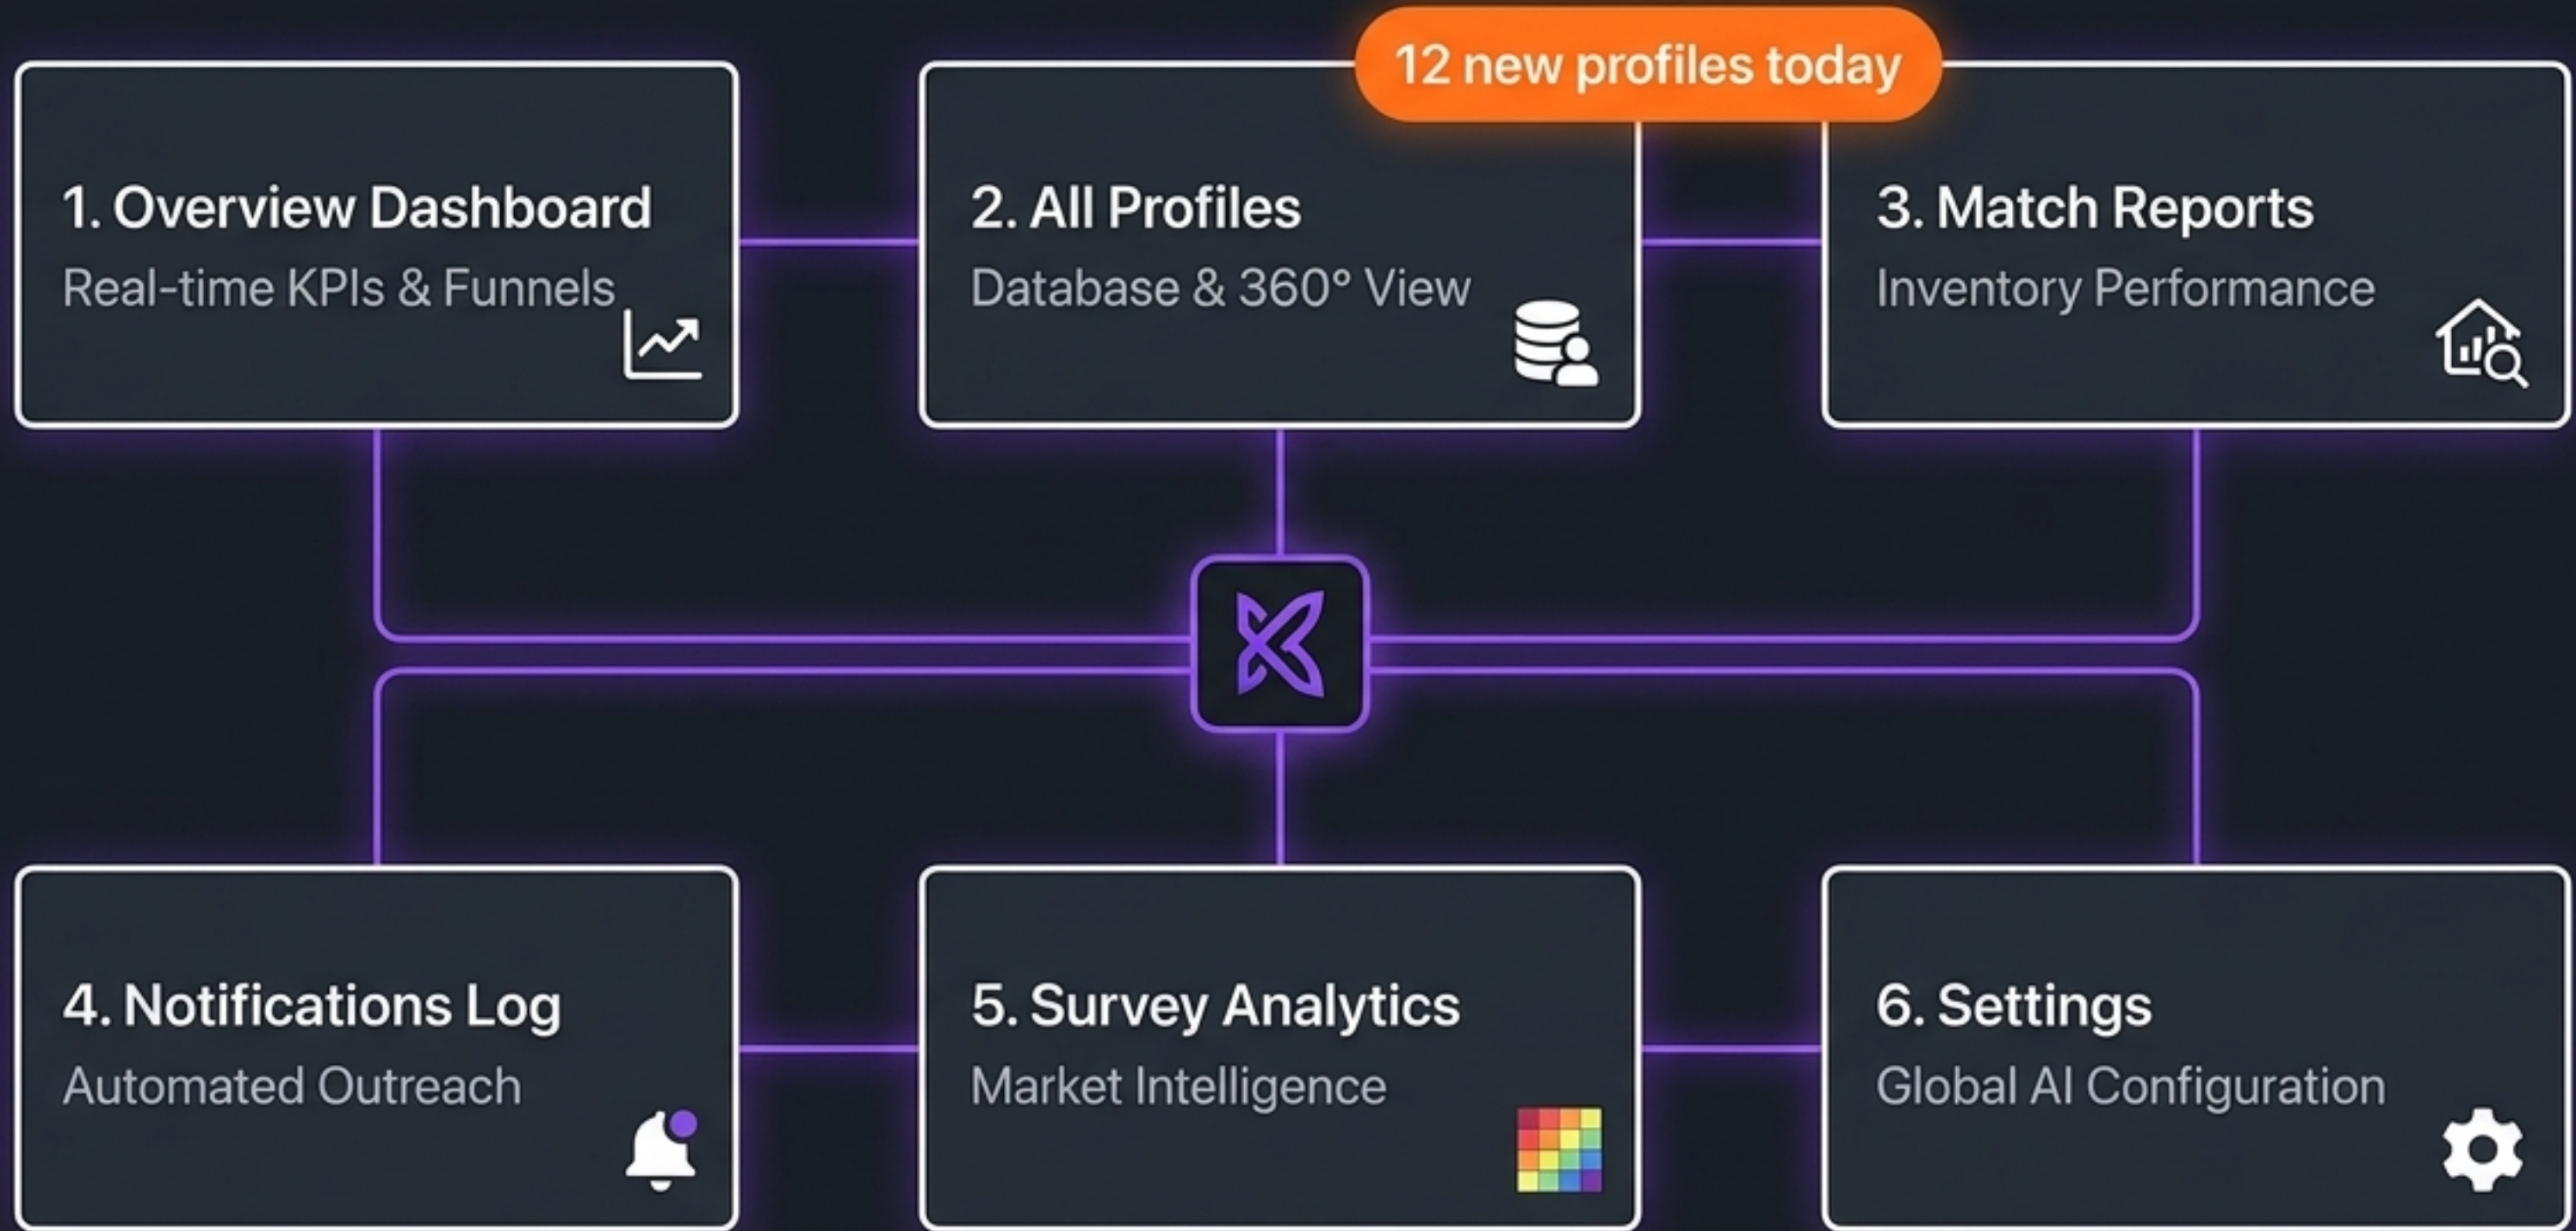 12 new profiles today
1. Overview Dashboard
Real-time KPIs & Funnels
2. All Profiles
Database & 360° View
3. Match Reports
Inventory Performance
4. Notifications Log
Automated Outreach
5. Survey Analytics
Market Intelligence
6. Settings
Global AI Configuration